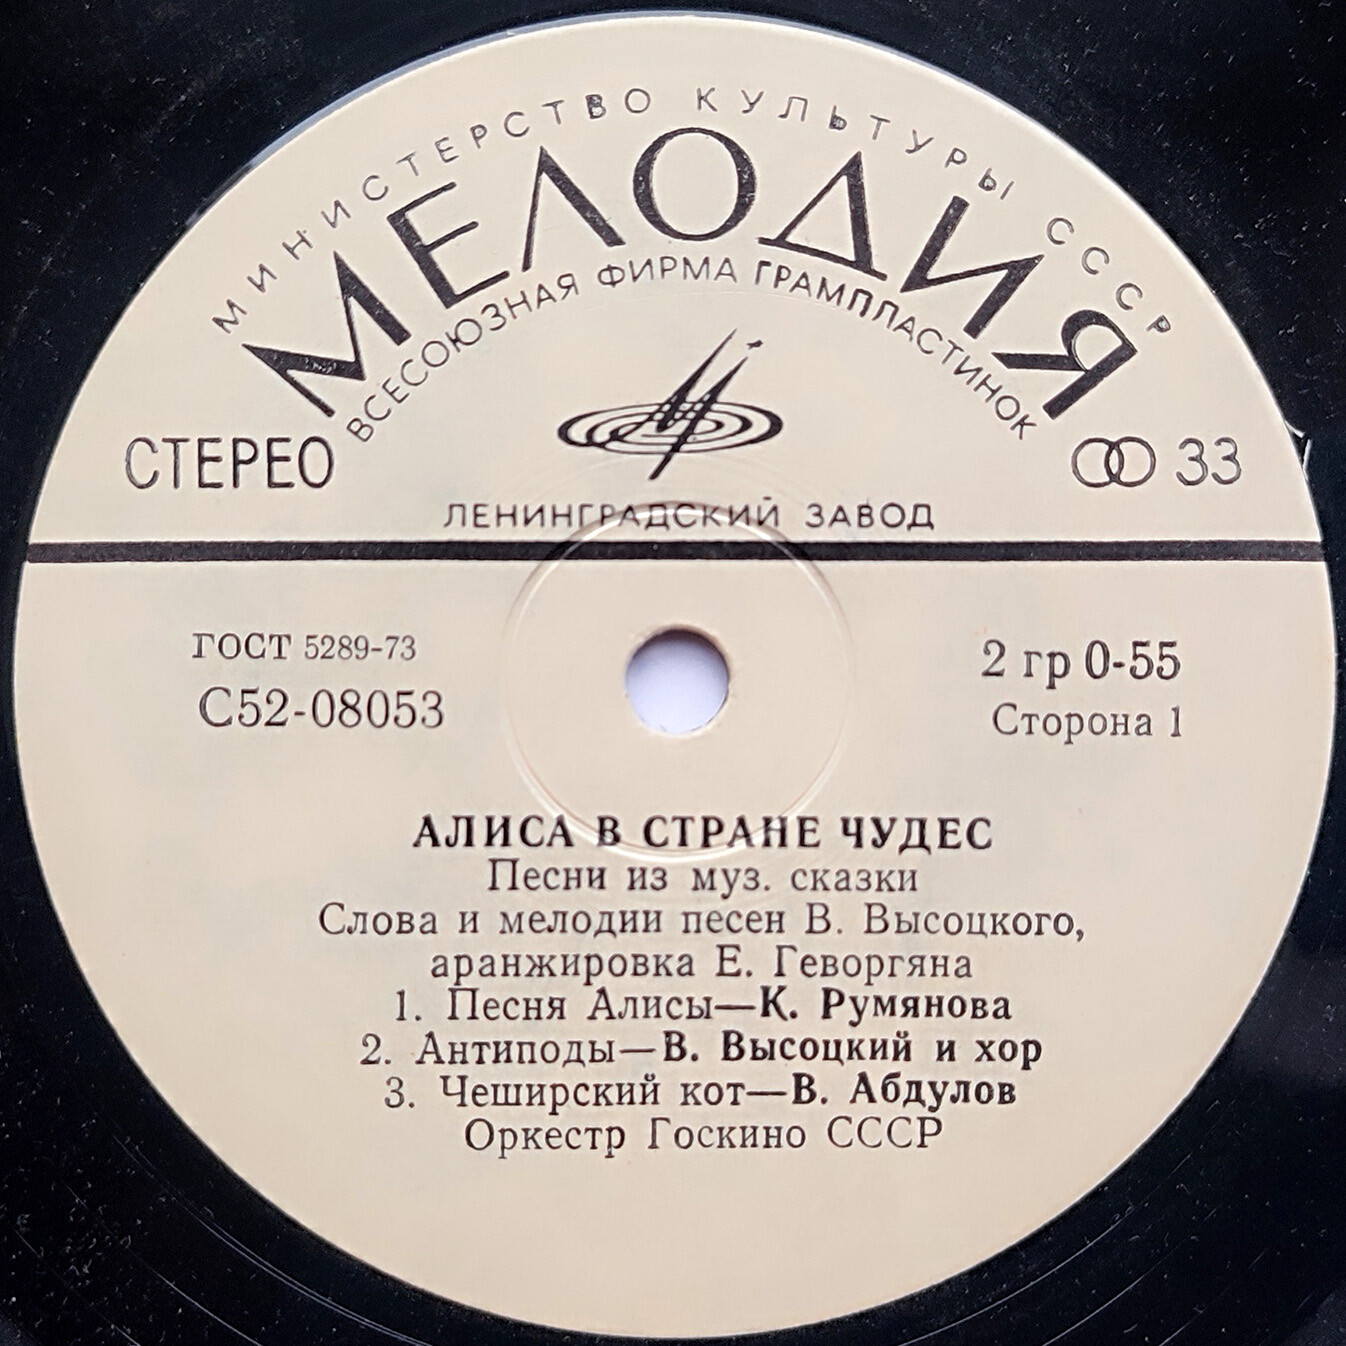 МИНИСТЕРСТВО КУЛЬТУРЫ СССР
МЕЛОДИЯ
ВСЕСОЮЗНАЯ ФИРМА ГРАМПЛАСТИНОК
СТЕРЕО 33
ЛЕНИНГРАДСКИЙ ЗАВОД
ГОСТ 5289-73 2 гр 0-55
С52-08053 Сторона 1
АЛИСА В СТРАНЕ ЧУДЕС
Песни из муз. сказки
Слова и мелодии песен В. Высоцкого,
аранжировка Е. Геворгяна
1. Песня Алисы—К. Румянова
2. Антиподы—В. Высоцкий и хор
3. Чеширский кот—В. Абдулов
Оркестр Госкино СССР